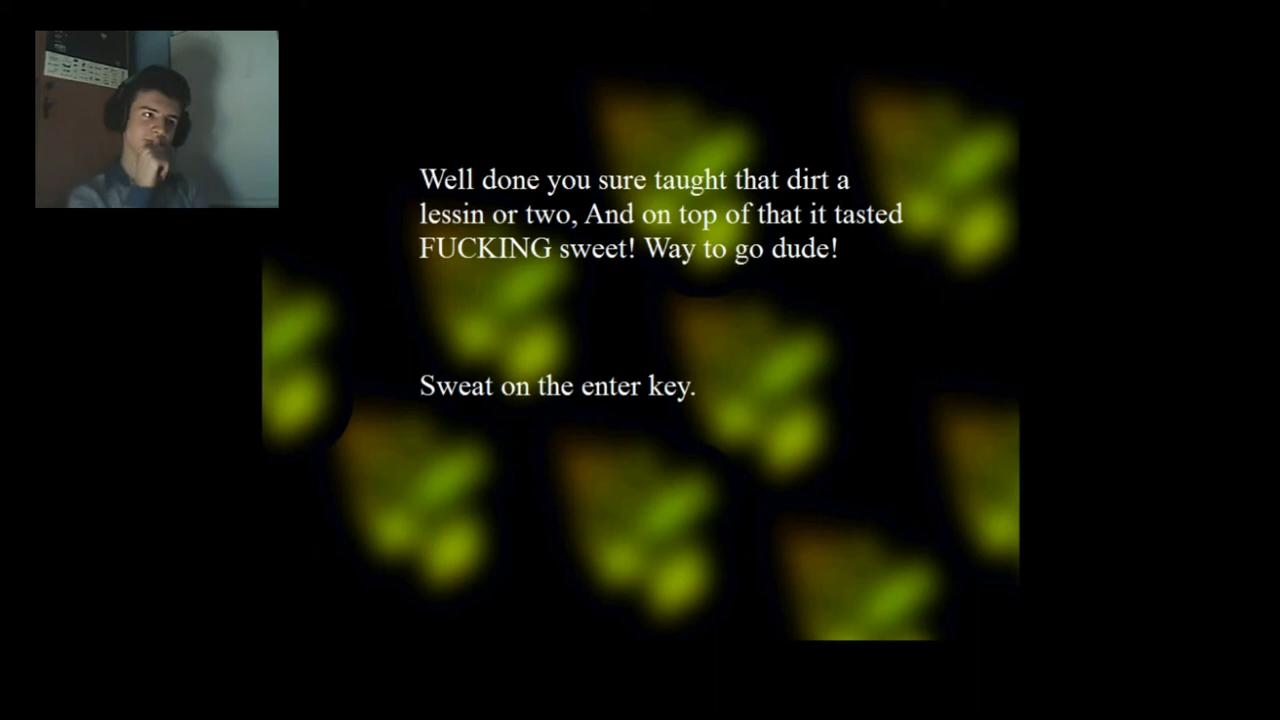 Well done you sure taught that dirt a
lessin or two, And on top of that it tasted
FUCKING sweet! Way to go dude!
Sweat on the enter key.